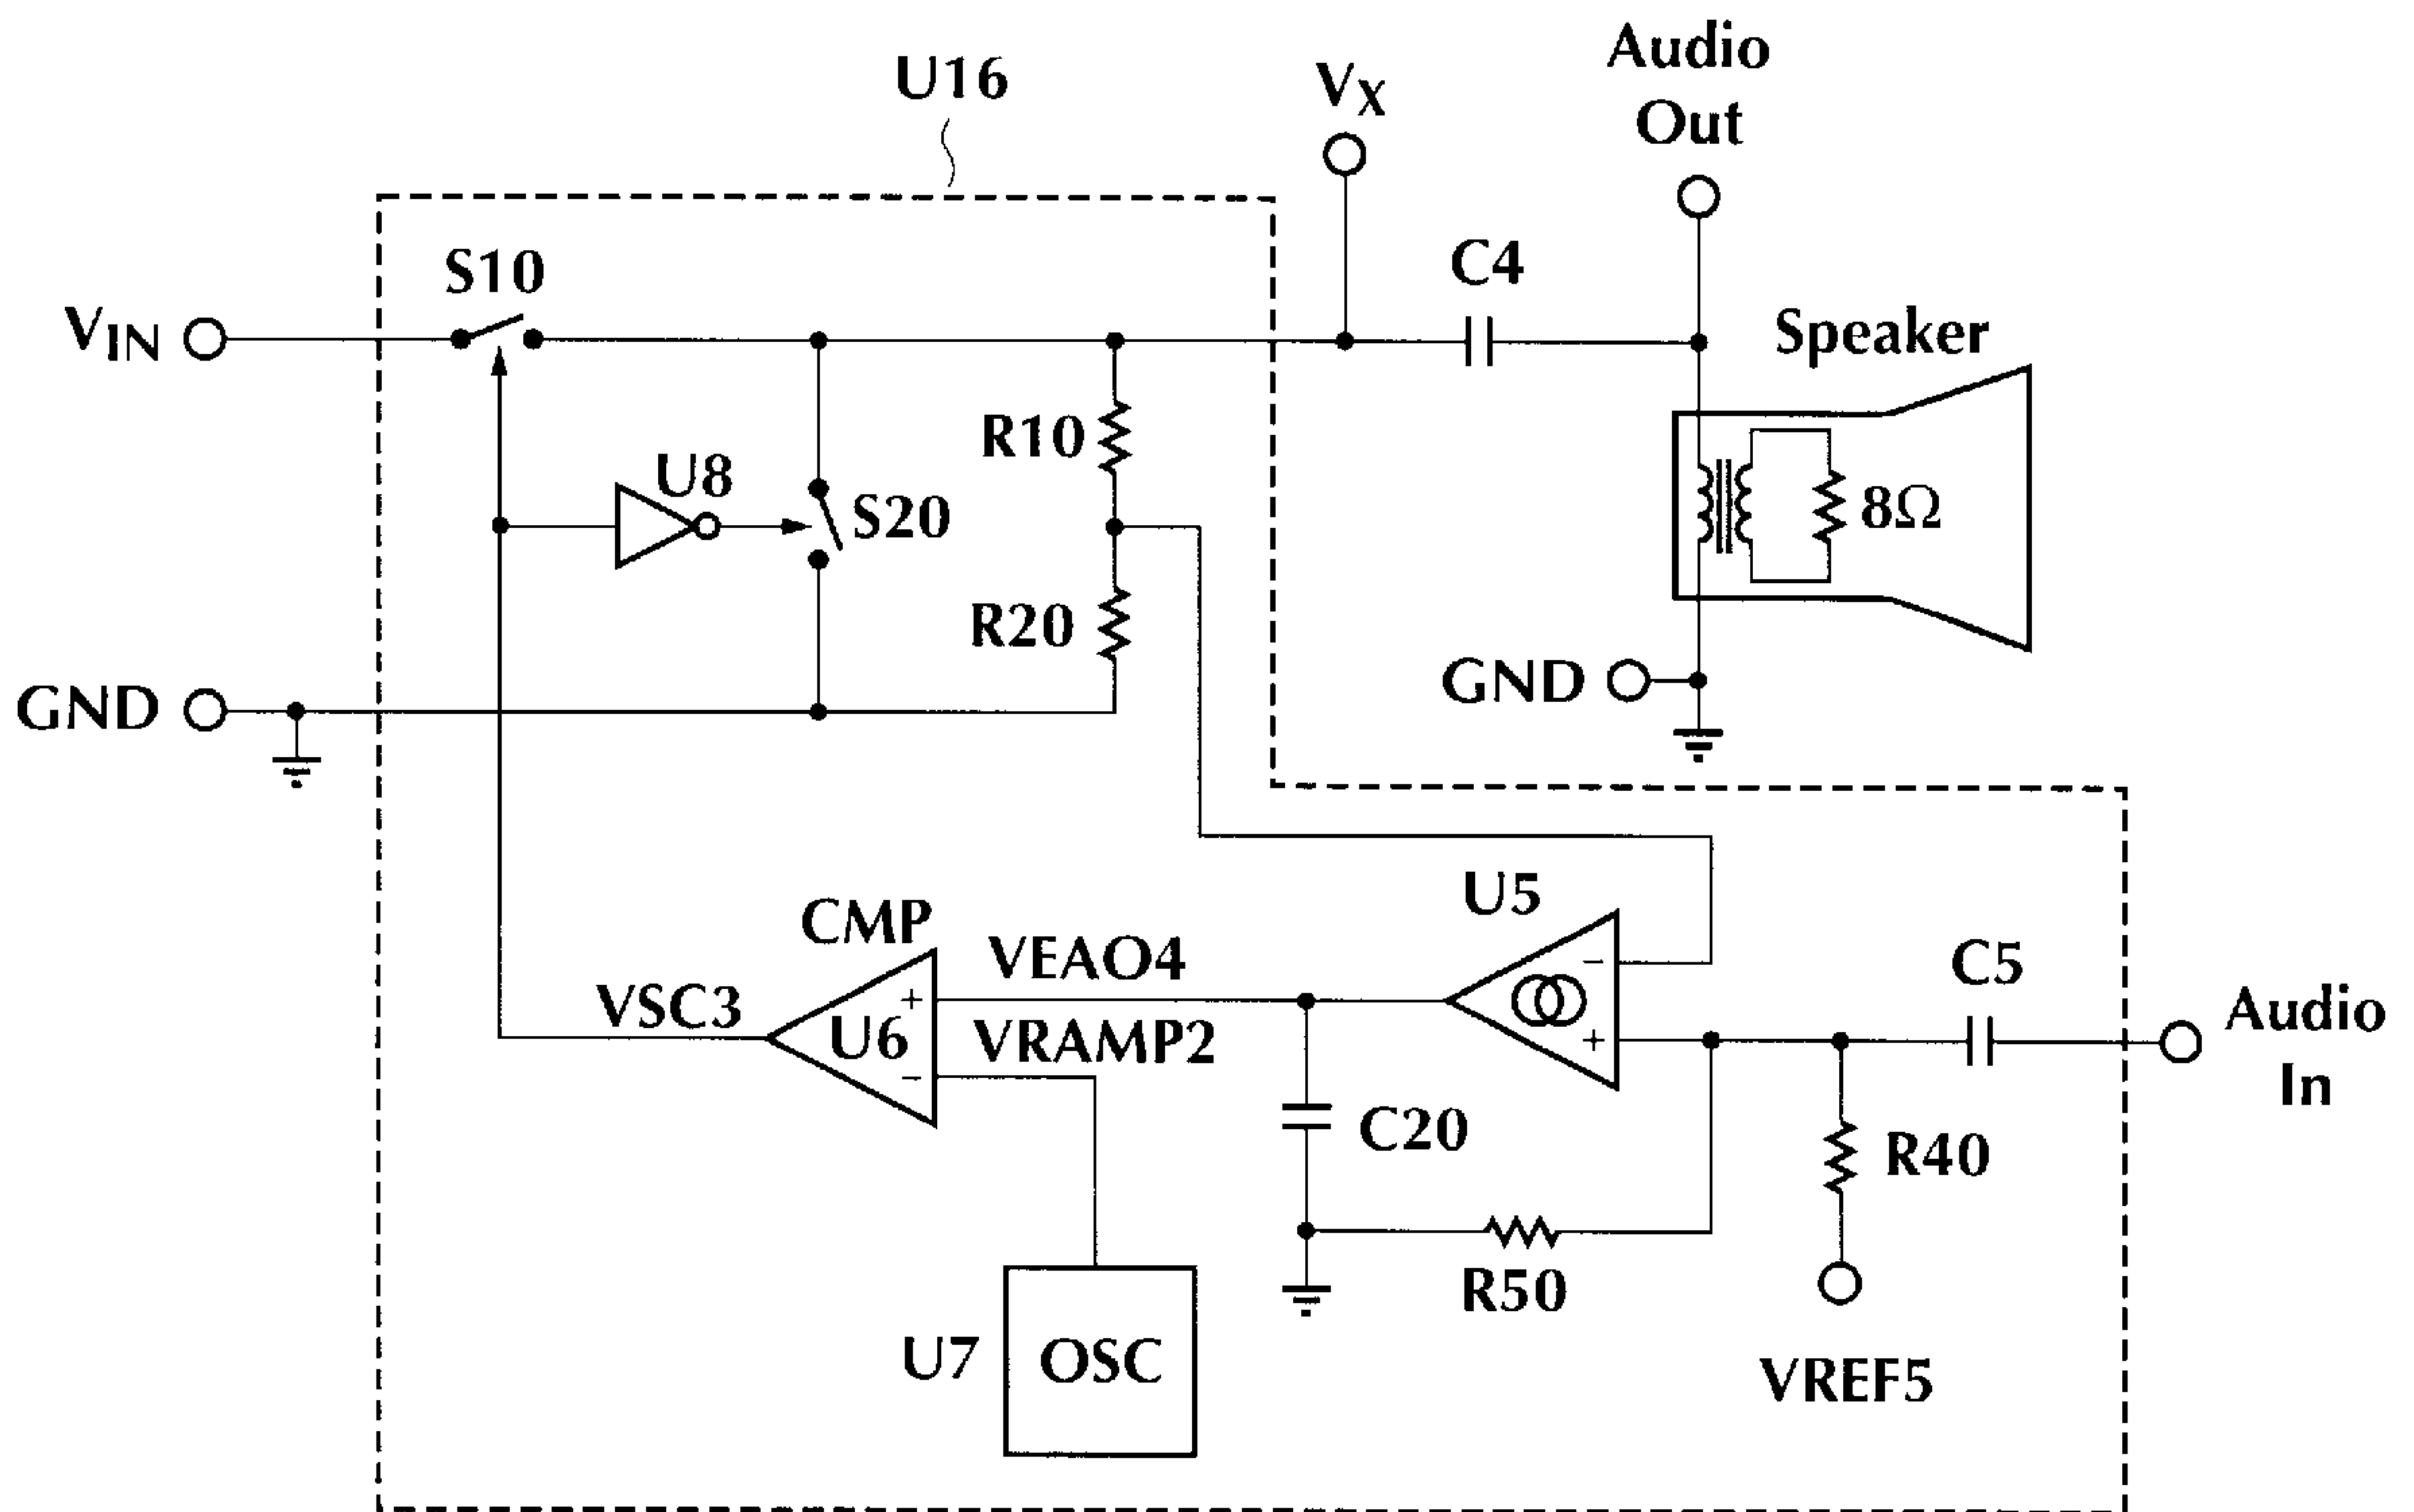 U16
VX
Audio
Out
S10
C4
VIN
Speaker
R10
U8
S20
8Ω
R20
GND
GND
U5
CMP
VEAO4
C5
VSC3
+
U6
VRAMP2
−
−
+
Audio
In
C20
R40
R50
U7
OSC
VREF5